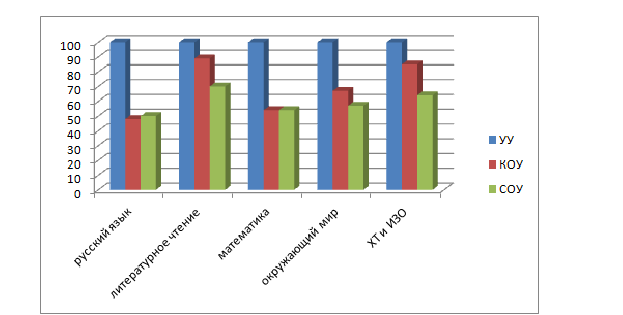 100
90
80
70
60
50
40
30
20
10
0
русский язык
литературное чтение
математика
окружающий мир
ХТ и ИЗО
УУ
КОУ
СОУ